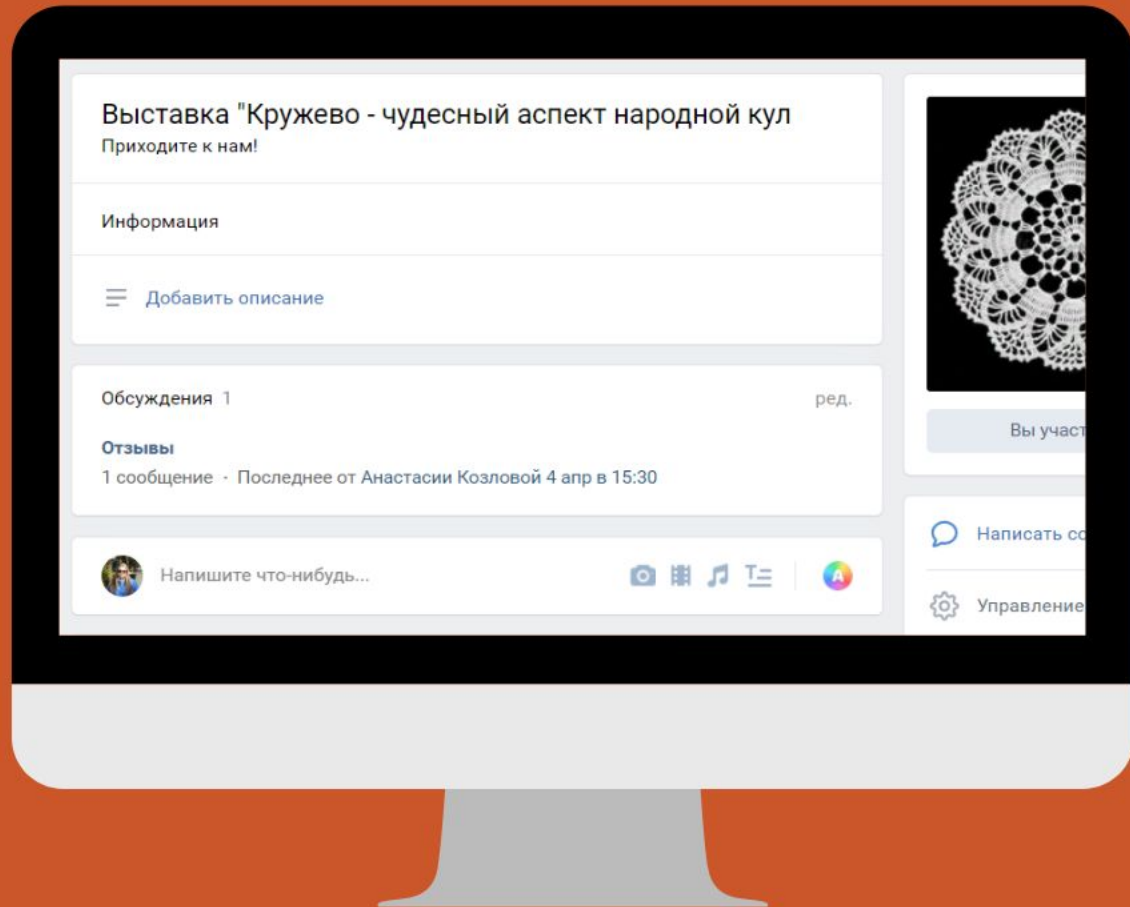 Выставка "Кружево - чудесный аспект народной кул
Приходите к нам!
Информация
Добавить описание
Обсуждения 1
ред.
Отзывы
1 сообщение · Последнее от Анастасии Козловой 4 апр в 15:30
Напишите что-нибудь...
Вы участ
Написать со
Управление